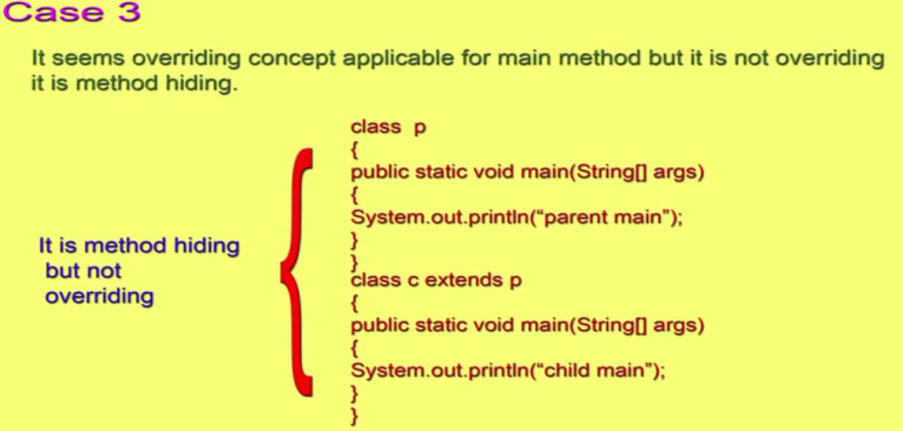 Case 3
It seems overriding concept applicable for main method but it is not overriding
it is method hiding.
class p
{
public static void main(String[] args)
{
System.out.println(“parent main”);
}
}
class c extends p
{
public static void main(String[] args)
{
System.out.println(“child main”);
}
}
It is method hiding
but not
overriding